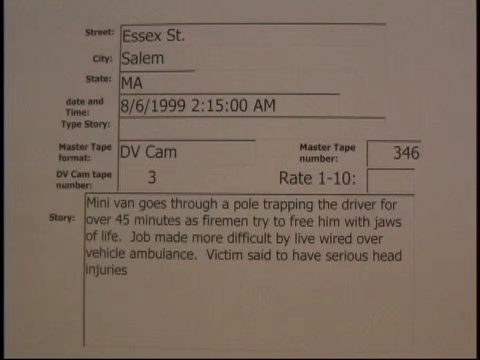 Street: Essex St.
City: Salem
State: MA
date and Time: 8/6/1999 2:15:00 AM
Type Story:
Master Tape format: DV Cam Master Tape number: 346
DV Cam tape number: 3 Rate 1-10:
Story: Mini van goes through a pole trapping the driver for
over 45 minutes as firemen try to free him with jaws
of life. Job made more difficult by live wired over
vehicle ambulance. Victim said to have serious head
injuries